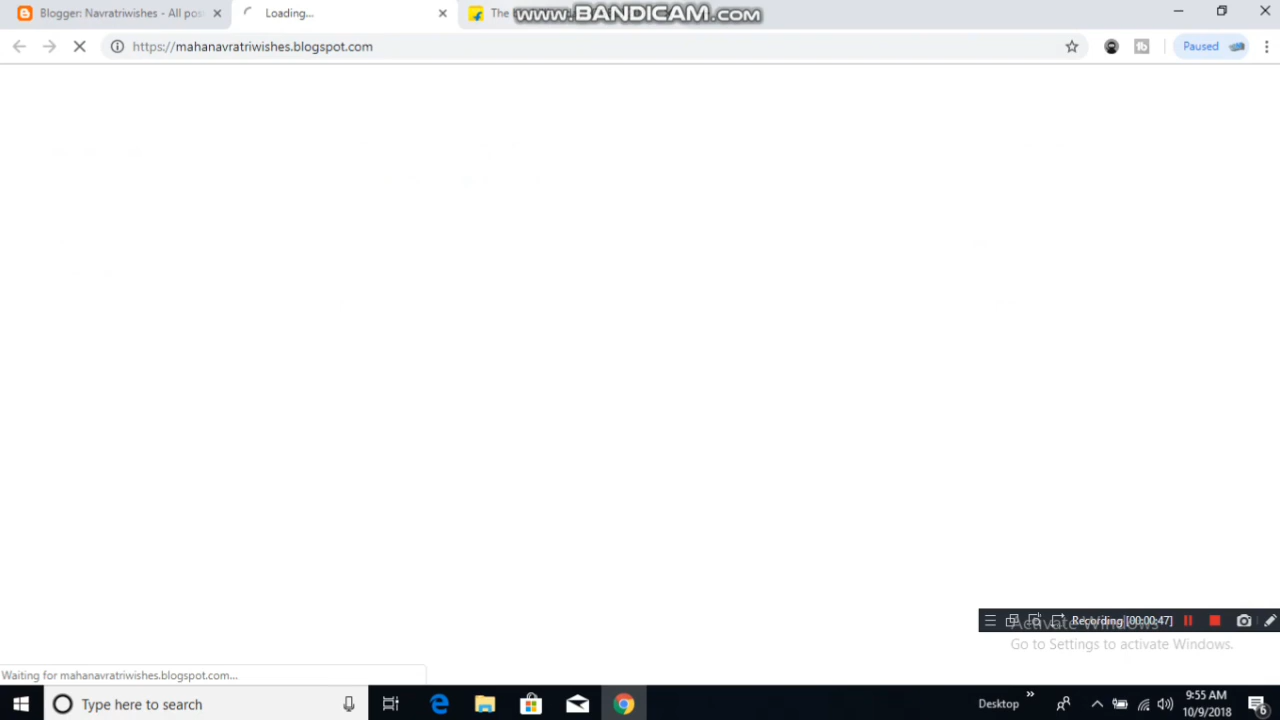 Blogger: Navratriwishes - All pos
Loading...
The
www.BANDICAM.com
https://mahanavratriwishes.blogspot.com
Paused
Recording [00:00:47]
Activate Windows
Go to Settings to activate Windows.
Waiting for mahanavratriwishes.blogspot.com...
Type here to search
Desktop
9:55 AM
10/9/2018
6